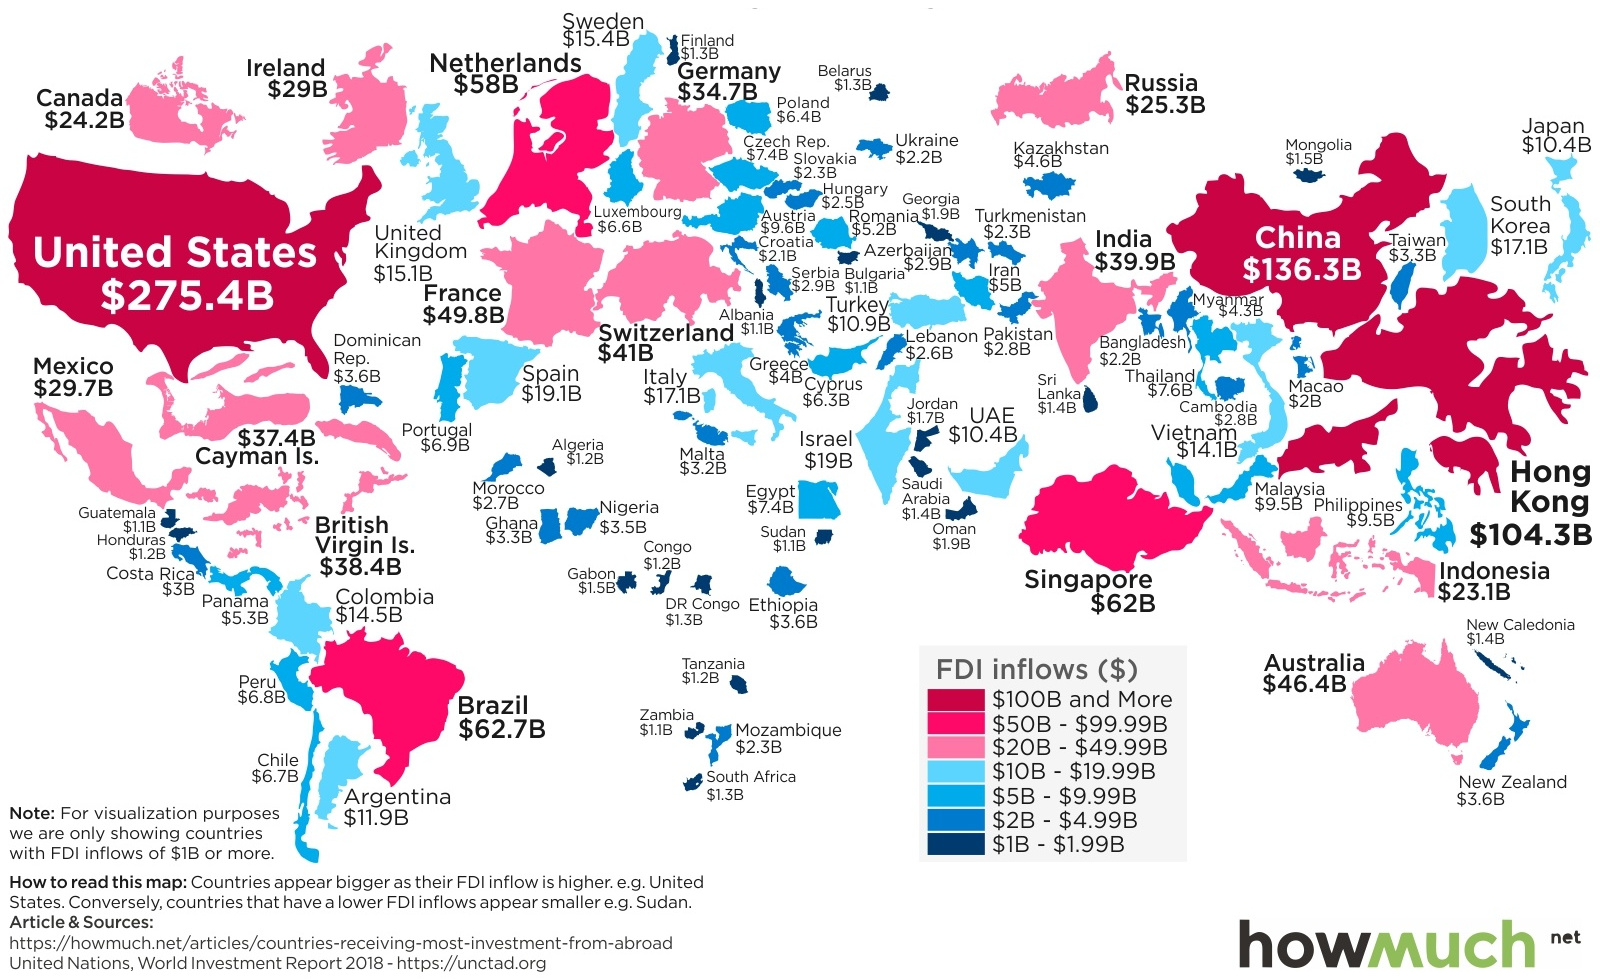 Sweden
$15.4B
Finland
$1.3B
Ireland
$29B
Netherlands
$58B
Germany
$34.7B
Belarus
$1.3B
Russia
$25.3B
Canada
$24.2B
Poland
$6.4B
Czech Rep.
$7.4B
Slovakia
$2.3B
Ukraine
$2.2B
Kazakhstan
$4.6B
Mongolia
$1.5B
Japan
$10.4B
Hungary
$2.5B
Georgia
$1.9B
Luxembourg
$6.6B
Austria
$9.6B
Romania
$5.2B
Turkmenistan
$2.3B
South
Korea
$17.1B
United States
$275.4B
United
Kingdom
$15.1B
Croatia
$2.1B
Azerbaijan
$2.9B
India
$39.9B
China
$136.3B
Taiwan
$3.3B
France
$49.8B
Serbia
$2.9B
Bulgaria
$1.1B
Iran
$5B
Switzerland
$41B
Albania
$1.1B
Turkey
$10.9B
Myanmar
$4.3B
Mexico
$29.7B
Dominican
Rep.
$3.6B
Lebanon
$2.6B
Pakistan
$2.8B
Bangladesh
$2.2B
Spain
$19.1B
Italy
$17.1B
Greece
$4B
Cyprus
$6.3B
Sri
Lanka
$1.4B
Thailand
$7.6B
Macao
$2B
Cambodia
$2.8B
$37.4B
Cayman Is.
Portugal
$6.9B
Algeria
$1.2B
Malta
$3.2B
Israel
$19B
Jordan
$1.7B
UAE
$10.4B
Vietnam
$14.1B
Morocco
$2.7B
Egypt
$7.4B
Saudi
Arabia
$1.4B
Malaysia
$9.5B
Philippines
$9.5B
Hong
Kong
$104.3B
Guatemala
$1.1B
Honduras
$1.2B
British
Virgin Is.
$38.4B
Ghana
$3.3B
Nigeria
$3.5B
Sudan
$1.1B
Oman
$1.9B
Costa Rica
$3B
Panama
$5.3B
Colombia
$14.5B
Gabon
$1.5B
Congo
$1.2B
DR Congo
$1.3B
Ethiopia
$3.6B
Singapore
$62B
Indonesia
$23.1B
New Caledonia
$1.4B
Peru
$6.8B
Brazil
$62.7B
Tanzania
$1.2B
Australia
$46.4B
Zambia
$1.1B
Mozambique
$2.3B
Chile
$6.7B
South Africa
$1.3B
New Zealand
$3.6B
Argentina
$11.9B
FDI inflows ($)
$100B and More
$50B - $99.99B
$20B - $49.99B
$10B - $19.99B
$5B - $9.99B
$2B - $4.99B
$1B - $1.99B
Note: For visualization purposes
we are only showing countries
with FDI inflows of $1B or more.
How to read this map: Countries appear bigger as their FDI inflow is higher. e.g. United
States. Conversely, countries that have a lower FDI inflows appear smaller e.g. Sudan.
Article & Sources:
https://howmuch.net/articles/countries-receiving-most-investment-from-abroad
United Nations, World Investment Report 2018 - https://unctad.org
howmuch net